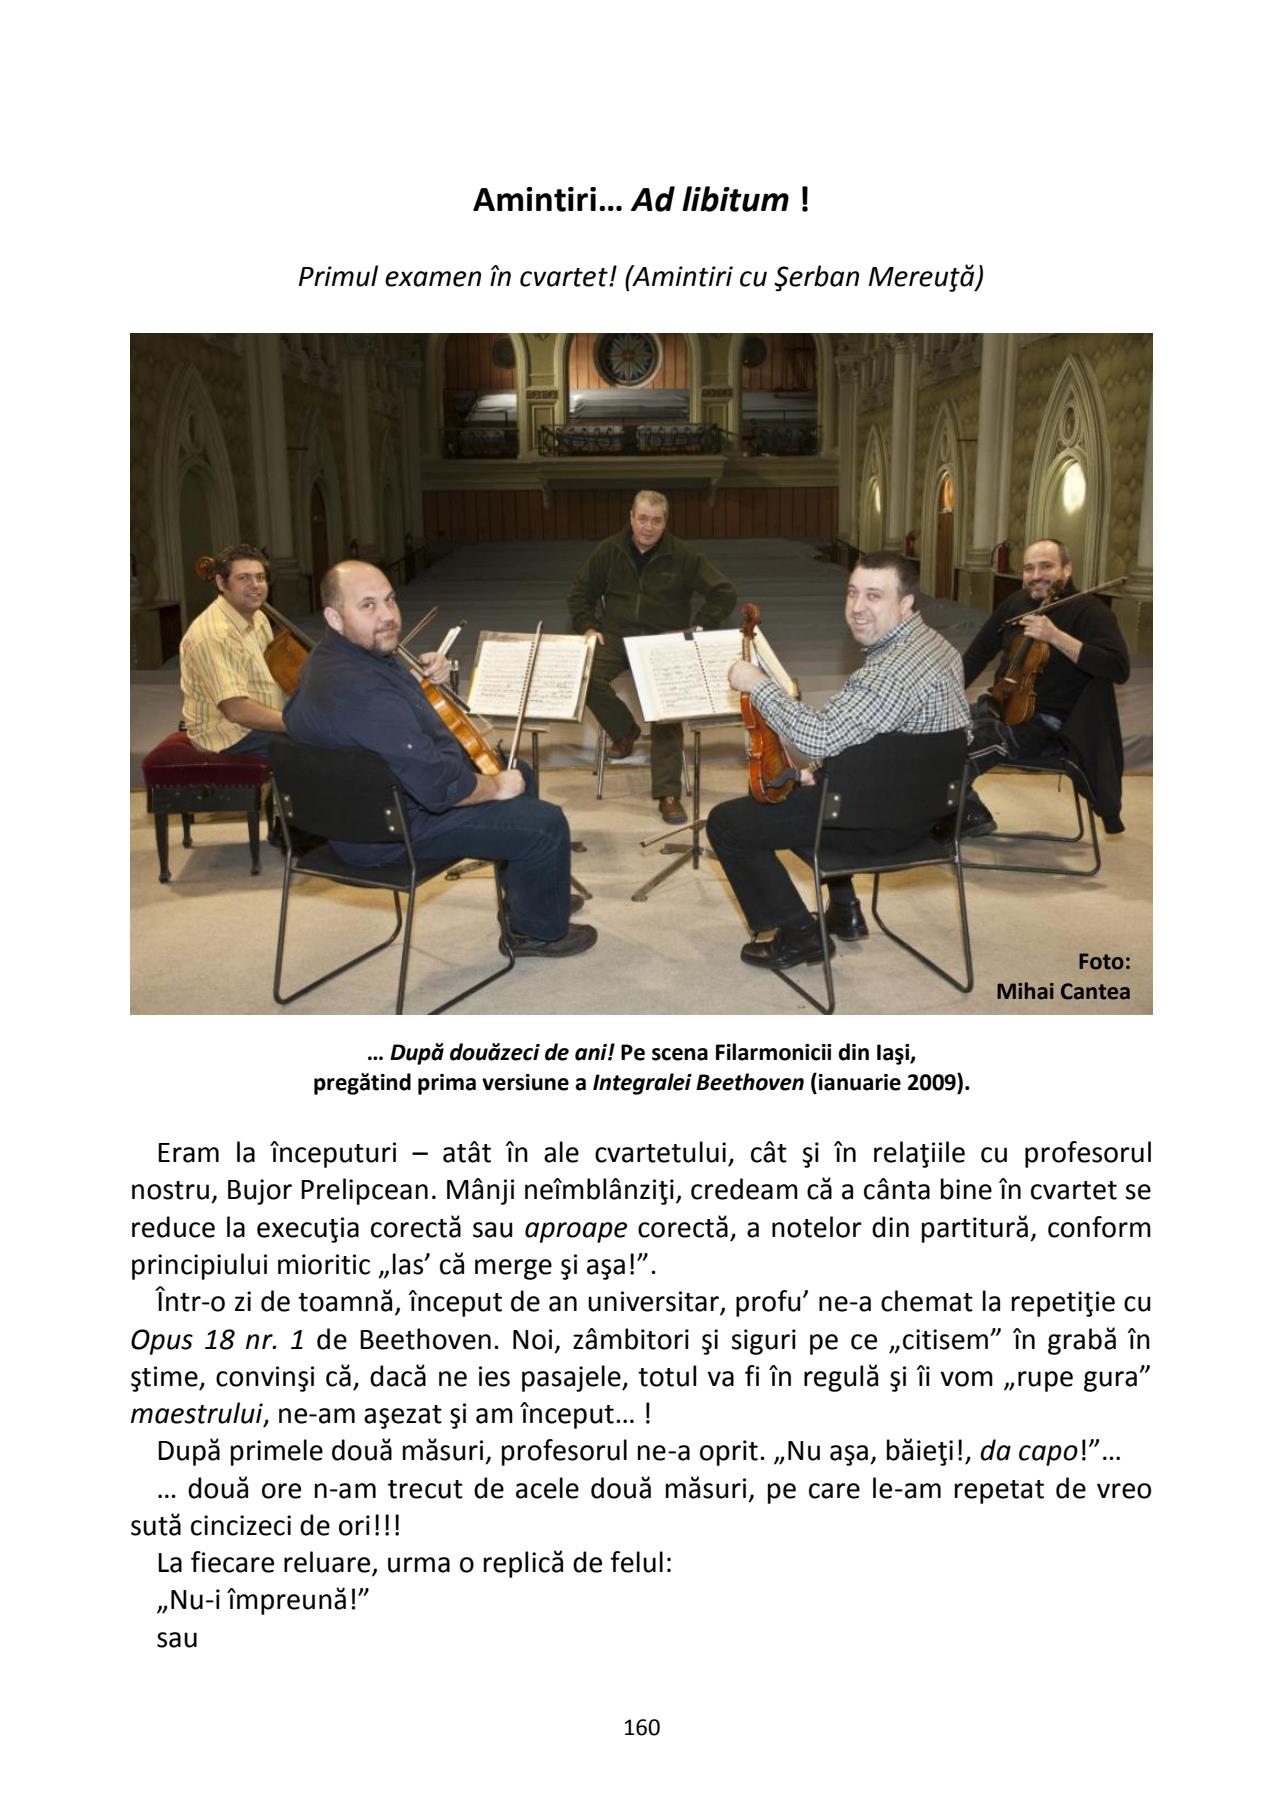 Amintiri… Ad libitum !
Primul examen în cvartet! (Amintiri cu Şerban Mereuţă)
Foto:
Mihai Cantea
… După douăzeci de ani! Pe scena Filarmonicii din Iaşi,
pregătind prima versiune a Integralei Beethoven (ianuarie 2009).
Eram la începuturi – atât în ale cvartetului, cât şi în relaţiile cu profesorul
nostru, Bujor Prelipcean. Mânji neîmblânziţi, credeam că a cânta bine în cvartet se
reduce la execuţia corectă sau aproape corectă, a notelor din partitură, conform
principiului mioritic „las’ că merge şi aşa!”.
Într-o zi de toamnă, început de an universitar, profu’ ne-a chemat la repetiţie cu
Opus 18 nr. 1 de Beethoven. Noi, zâmbitori şi siguri pe ce „citisem” în grabă în
ştime, convinşi că, dacă ne ies pasajele, totul va fi în regulă şi îi vom „rupe gura”
maestrului, ne-am aşezat şi am început… !
După primele două măsuri, profesorul ne-a oprit. „Nu aşa, băieţi!, da capo!”…
… două ore n-am trecut de acele două măsuri, pe care le-am repetat de vreo
sută cincizeci de ori!!!
La fiecare reluare, urma o replică de felul:
„Nu-i împreună!”
sau
160